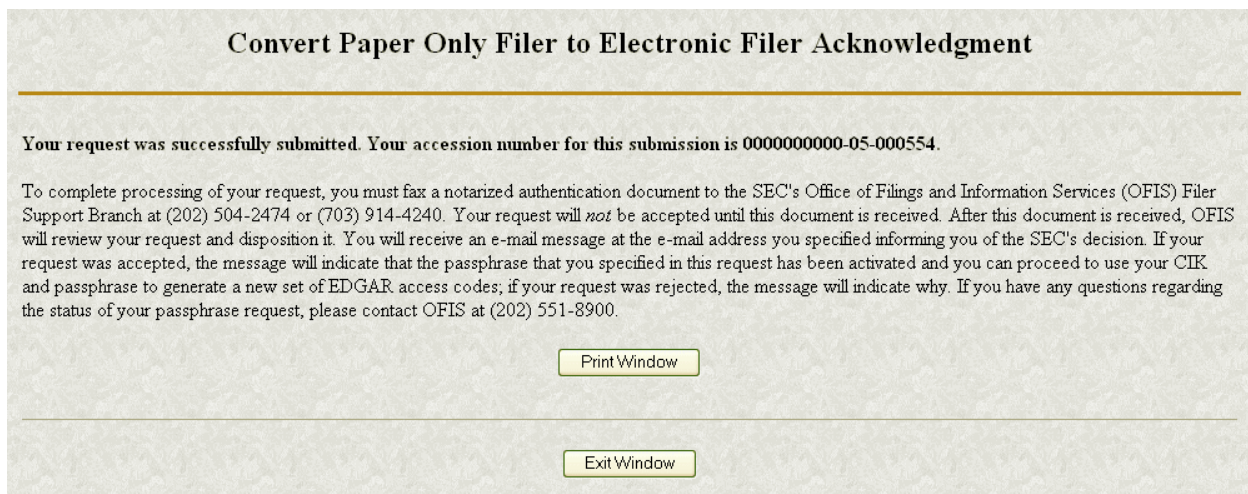 Convert Paper Only Filer to Electronic Filer Acknowledgment
Your request was successfully submitted. Your accession number for this submission is 0000000000-05-000554.
To complete processing of your request, you must fax a notarized authentication document to the SEC's Office of Filings and Information Services (OFIS) Filer
Support Branch at (202) 504-2474 or (703) 914-4240. Your request will not be accepted until this document is received. After this document is received, OFIS
will review your request and disposition it. You will receive an e-mail message at the e-mail address you specified informing you of the SEC's decision. If your
request was accepted, the message will indicate that the passphrase that you specified in this request has been activated and you can proceed to use your CIK
and passphrase to generate a new set of EDGAR access codes; if your request was rejected, the message will indicate why. If you have any questions regarding
the status of your passphrase request, please contact OFIS at (202) 551-8900.
Print Window
Exit Window